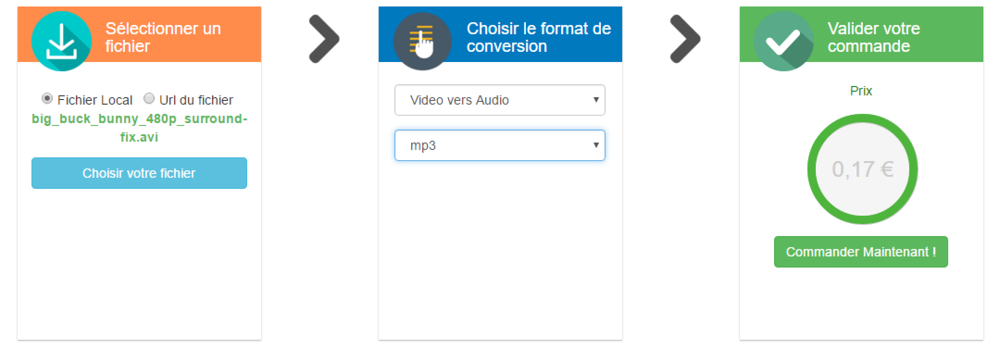 Sélectionner un
fichier
Fichier Local Url du fichier
big_buck_bunny_480p_surround-
fix.avi
Choisir votre fichier
Choisir le format de
conversion
Video vers Audio
mp3
Valider votre
commande
Prix
0,17 €
Commander Maintenant !